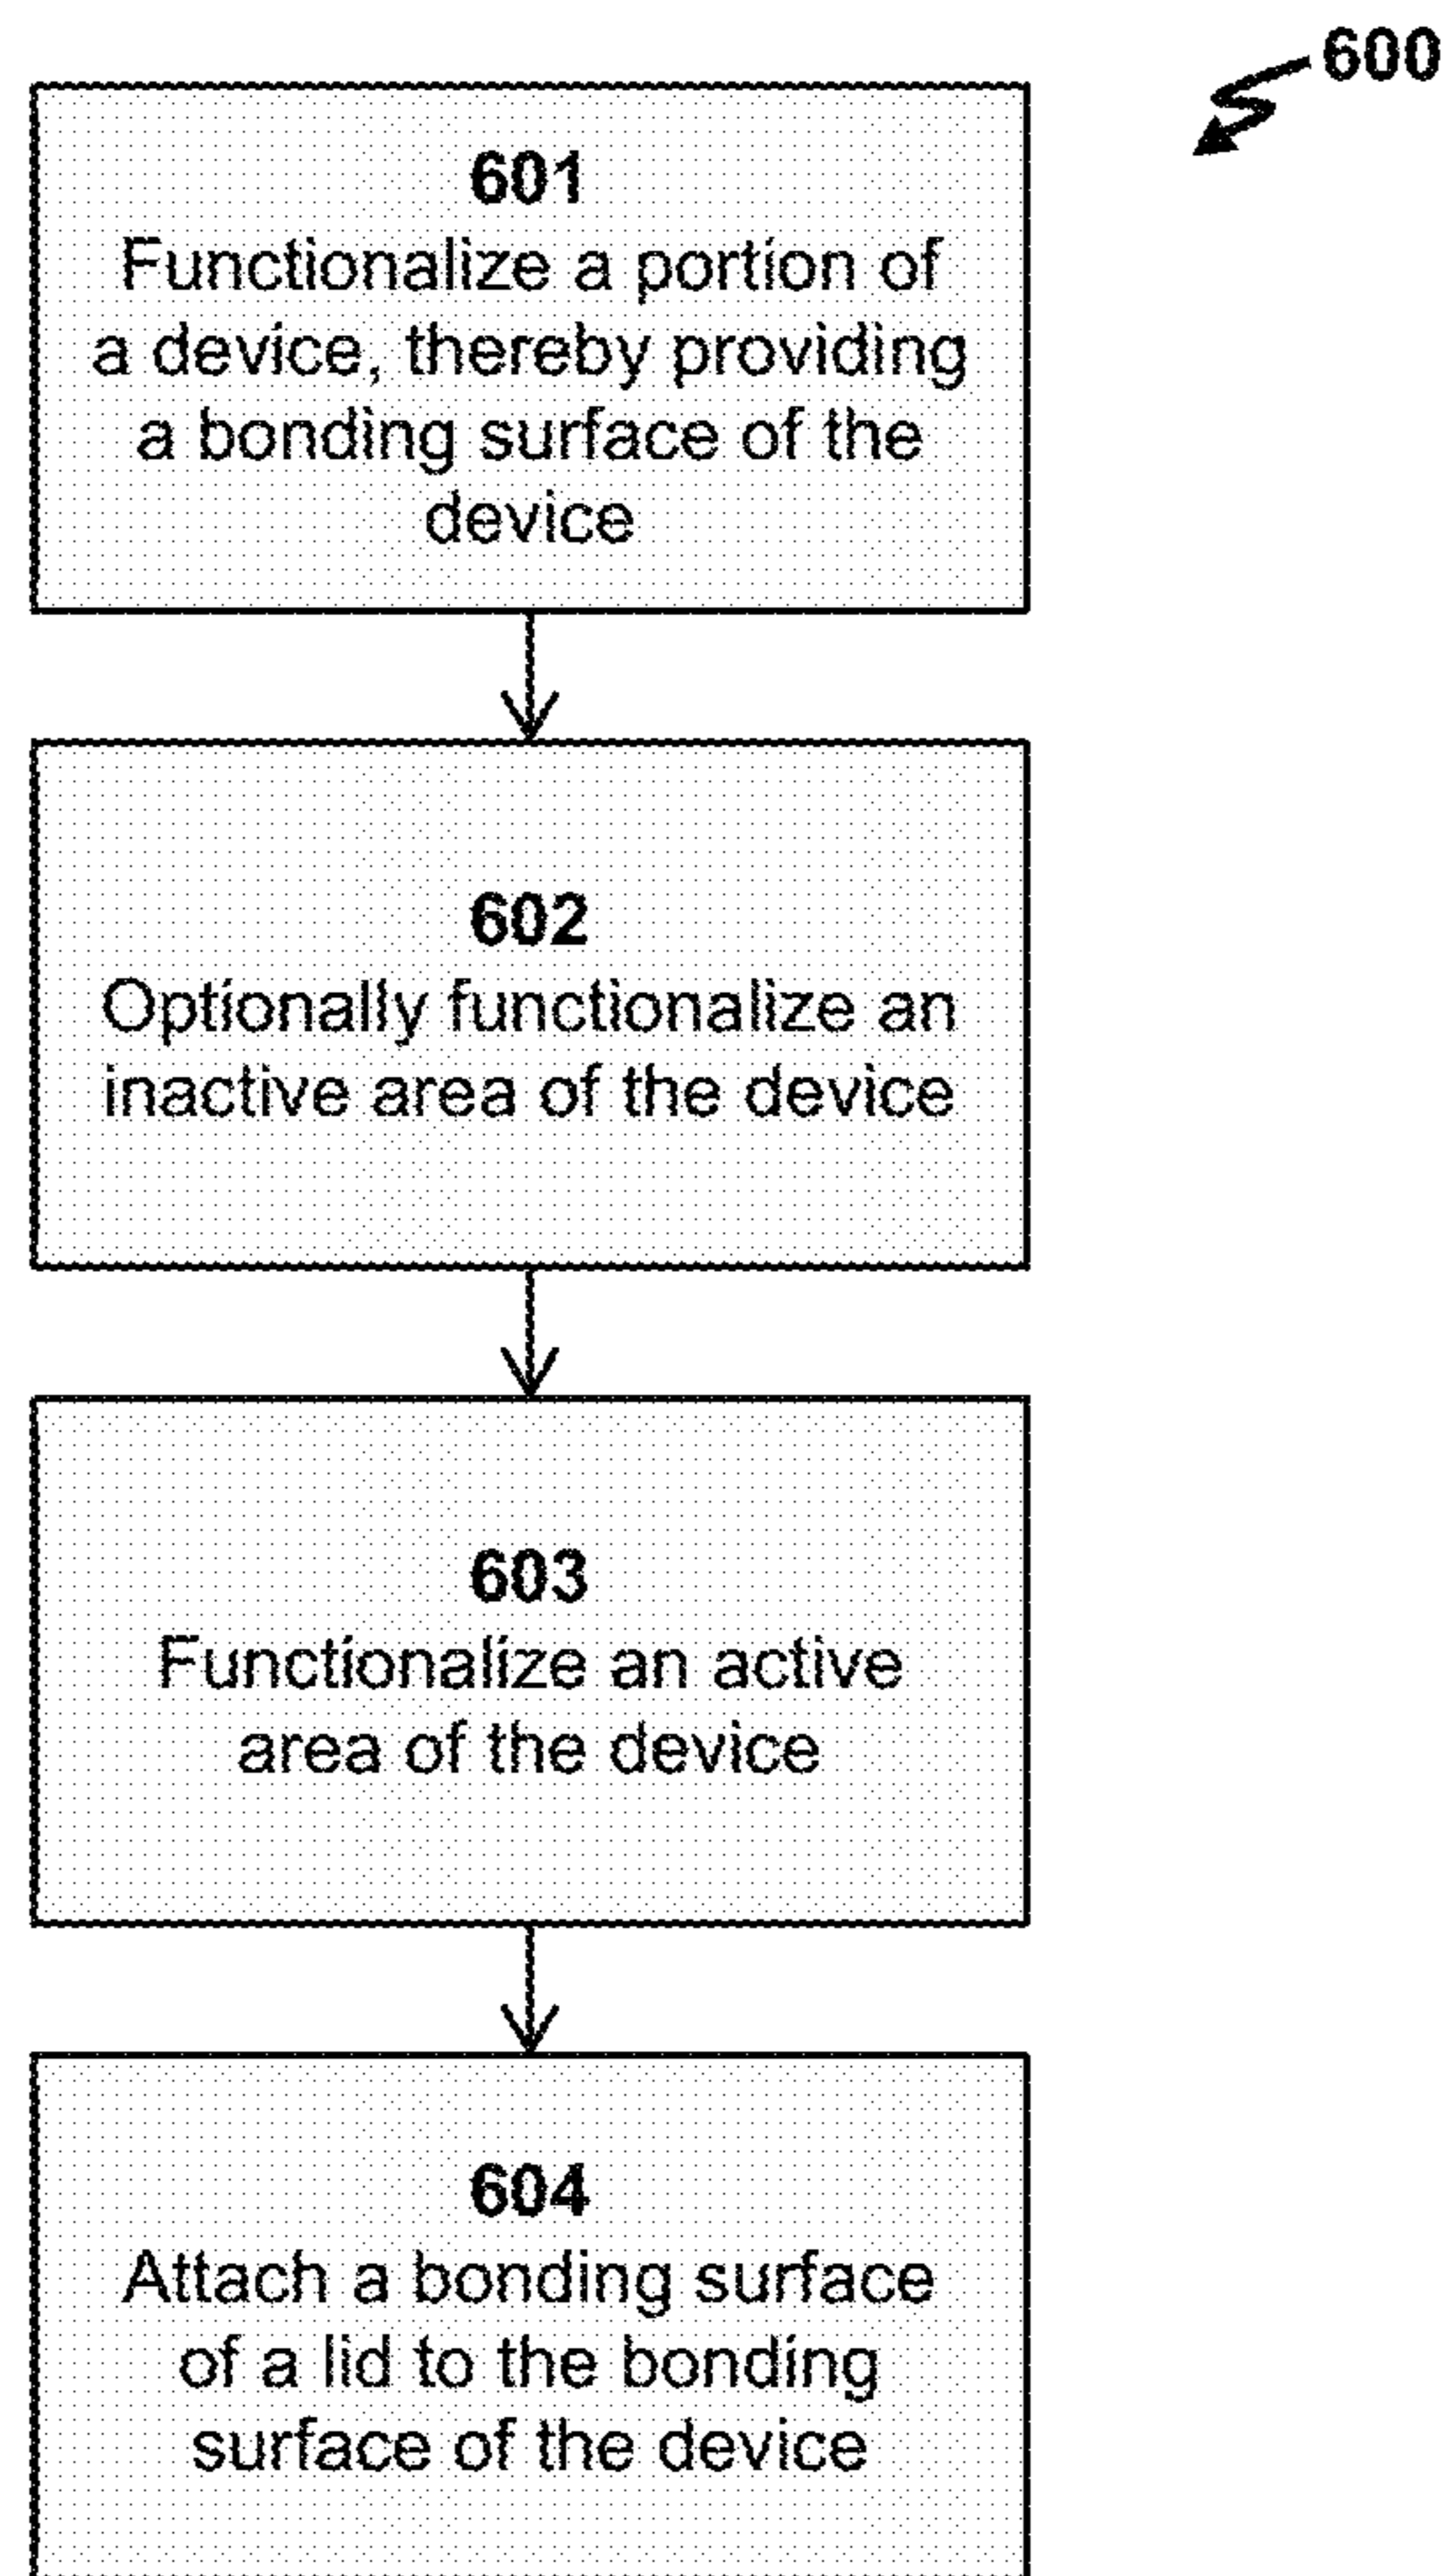 600
601
Functionalize a portion of
a device, thereby providing
a bonding surface of the
device
602
Optionally functionalize an
inactive area of the device
603
Functionalize an active
area of the device
604
Attach a bonding surface
of a lid to the bonding
surface of the device